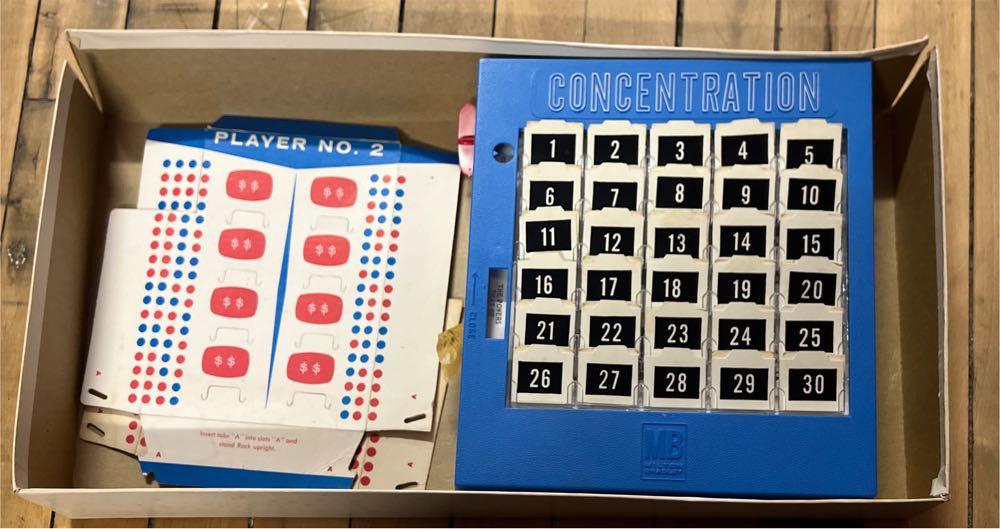 PLAYER NO. 2
$$ $$
$$ $$
$$ $$
$$ $$
A A
Insert tabs "A" into slots "A" and
stand Rack upright.
A A
CONCENTRATION
1 2 3 4 5
6 7 8 9 10
11 12 13 14 15
16 17 18 19 20
21 22 23 24 25
26 27 28 29 30
CLOSE
MB
MILTON
BRADLEY